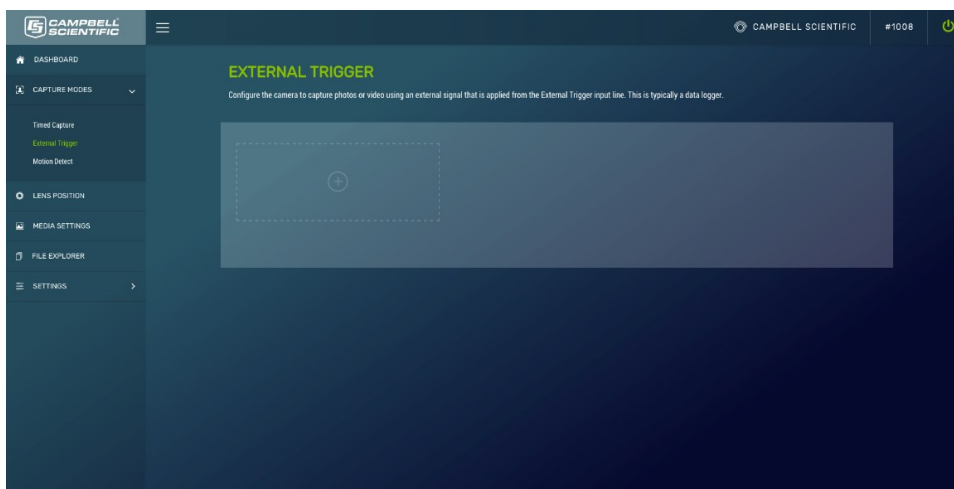 CAMPBELL
SCIENTIFIC
CAMPBELL SCIENTIFIC
#1008
DASHBOARD
CAPTURE MODES
Timed Capture
External Trigger
Motion Detect
LENS POSITION
MEDIA SETTINGS
FILE EXPLORER
SETTINGS
EXTERNAL TRIGGER
Configure the camera to capture photos or video using an external signal that is applied from the External Trigger input line. This is typically a data logger.